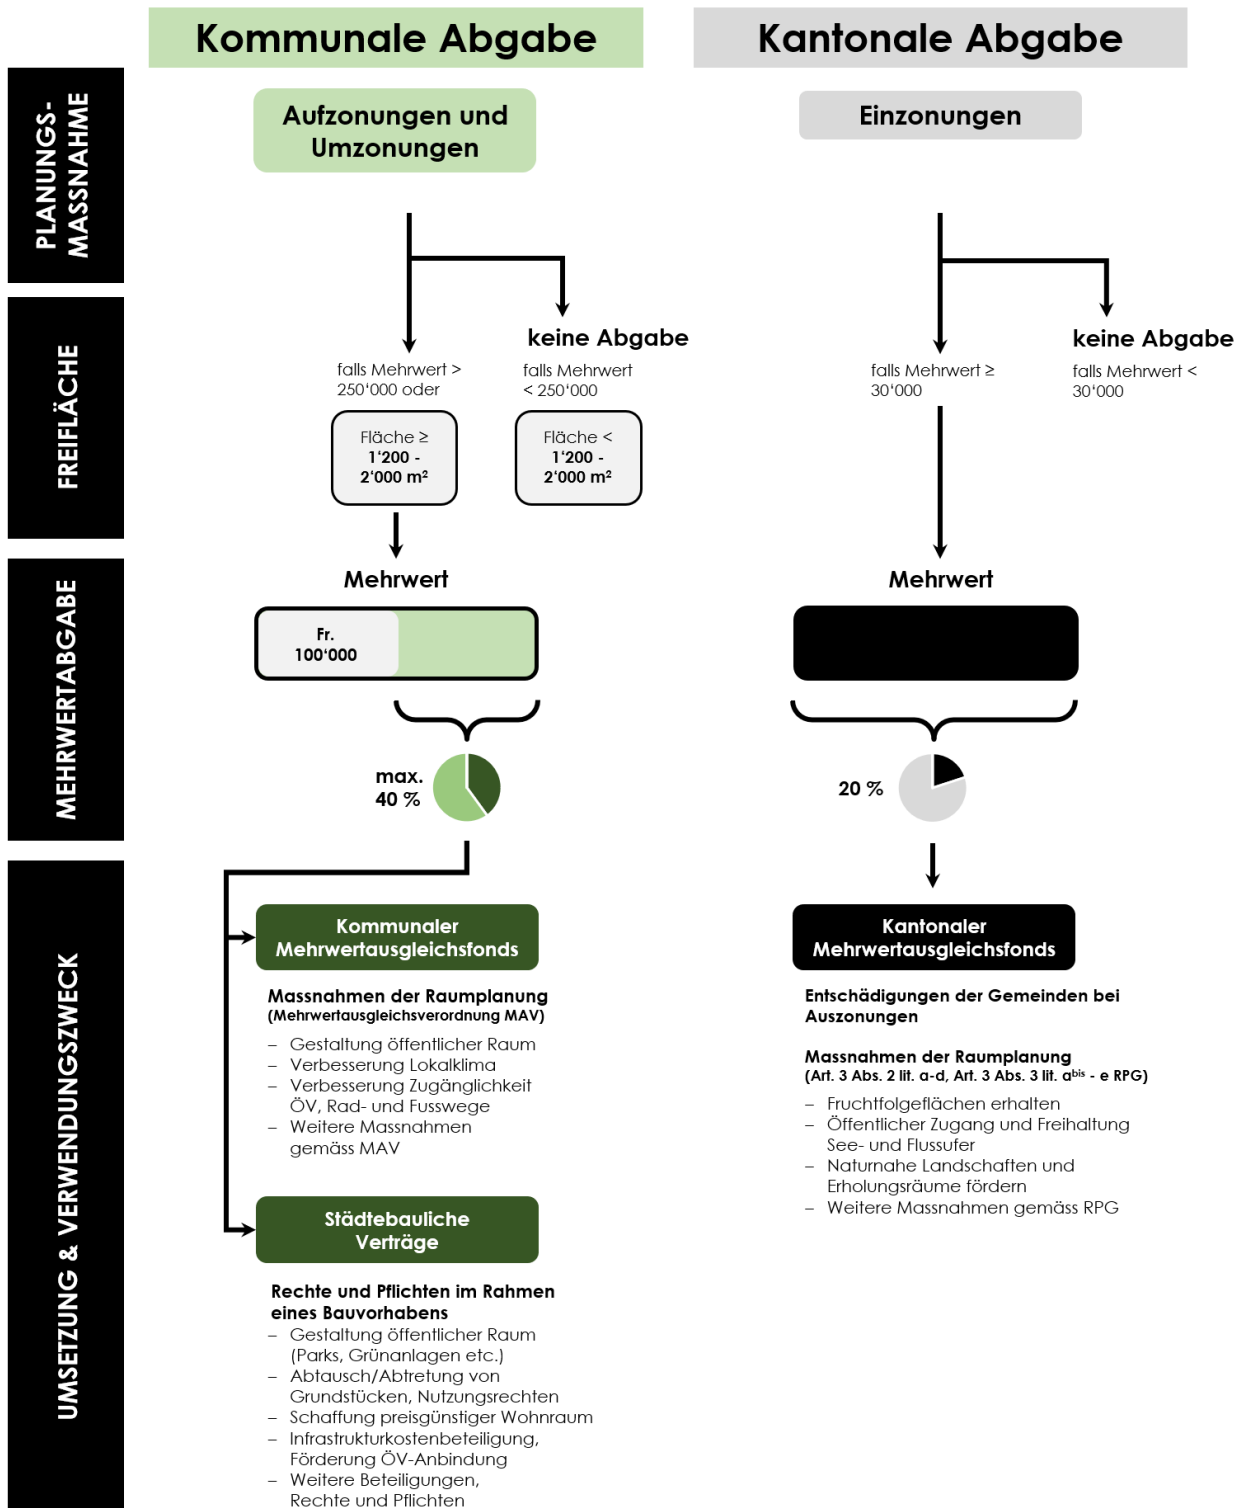 Kommunale Abgabe
Kantonale Abgabe
PLANUNGS-
MASSNAHME
Aufzonungen und
Umzonungen
Einzonungen
FREIFLÄCHE
falls Mehrwert >
250‘000 oder
keine Abgabe
falls Mehrwert
< 250‘000
Fläche ≥
1‘200 -
2‘000 m²
Fläche <
1‘200 -
2‘000 m²
falls Mehrwert ≥
30‘000
keine Abgabe
falls Mehrwert <
30‘000
MEHRWERTABGABE
Mehrwert
Fr.
100‘000
max.
40 %
Mehrwert
20 %
UMSETZUNG & VERWENDUNGSZWECK
Kommunaler
Mehrwertausgleichsfonds
Massnahmen der Raumplanung
(Mehrwertausgleichsverordnung MAV)
– Gestaltung öffentlicher Raum
– Verbesserung Lokalklima
– Verbesserung Zugänglichkeit
ÖV, Rad- und Fusswege
– Weitere Massnahmen
gemäss MAV
Städtebauliche
Verträge
Rechte und Pflichten im Rahmen
eines Bauvorhabens
– Gestaltung öffentlicher Raum
(Parks, Grünanlagen etc.)
– Abtausch/Abtretung von
Grundstücken, Nutzungsrechten
– Schaffung preisgünstiger Wohnraum
– Infrastrukturkostenbeteiligung,
Förderung ÖV-Anbindung
– Weitere Beteiligungen,
Rechte und Pflichten
Kantonaler
Mehrwertausgleichsfonds
Entschädigungen der Gemeinden bei
Auszonungen
Massnahmen der Raumplanung
(Art. 3 Abs. 2 lit. a-d, Art. 3 Abs. 3 lit. aᵇⁱˢ - e RPG)
– Fruchtfolgeflächen erhalten
– Öffentlicher Zugang und Freihaltung
See- und Flussufer
– Naturnahe Landschaften und
Erholungsräume fördern
– Weitere Massnahmen gemäss RPG